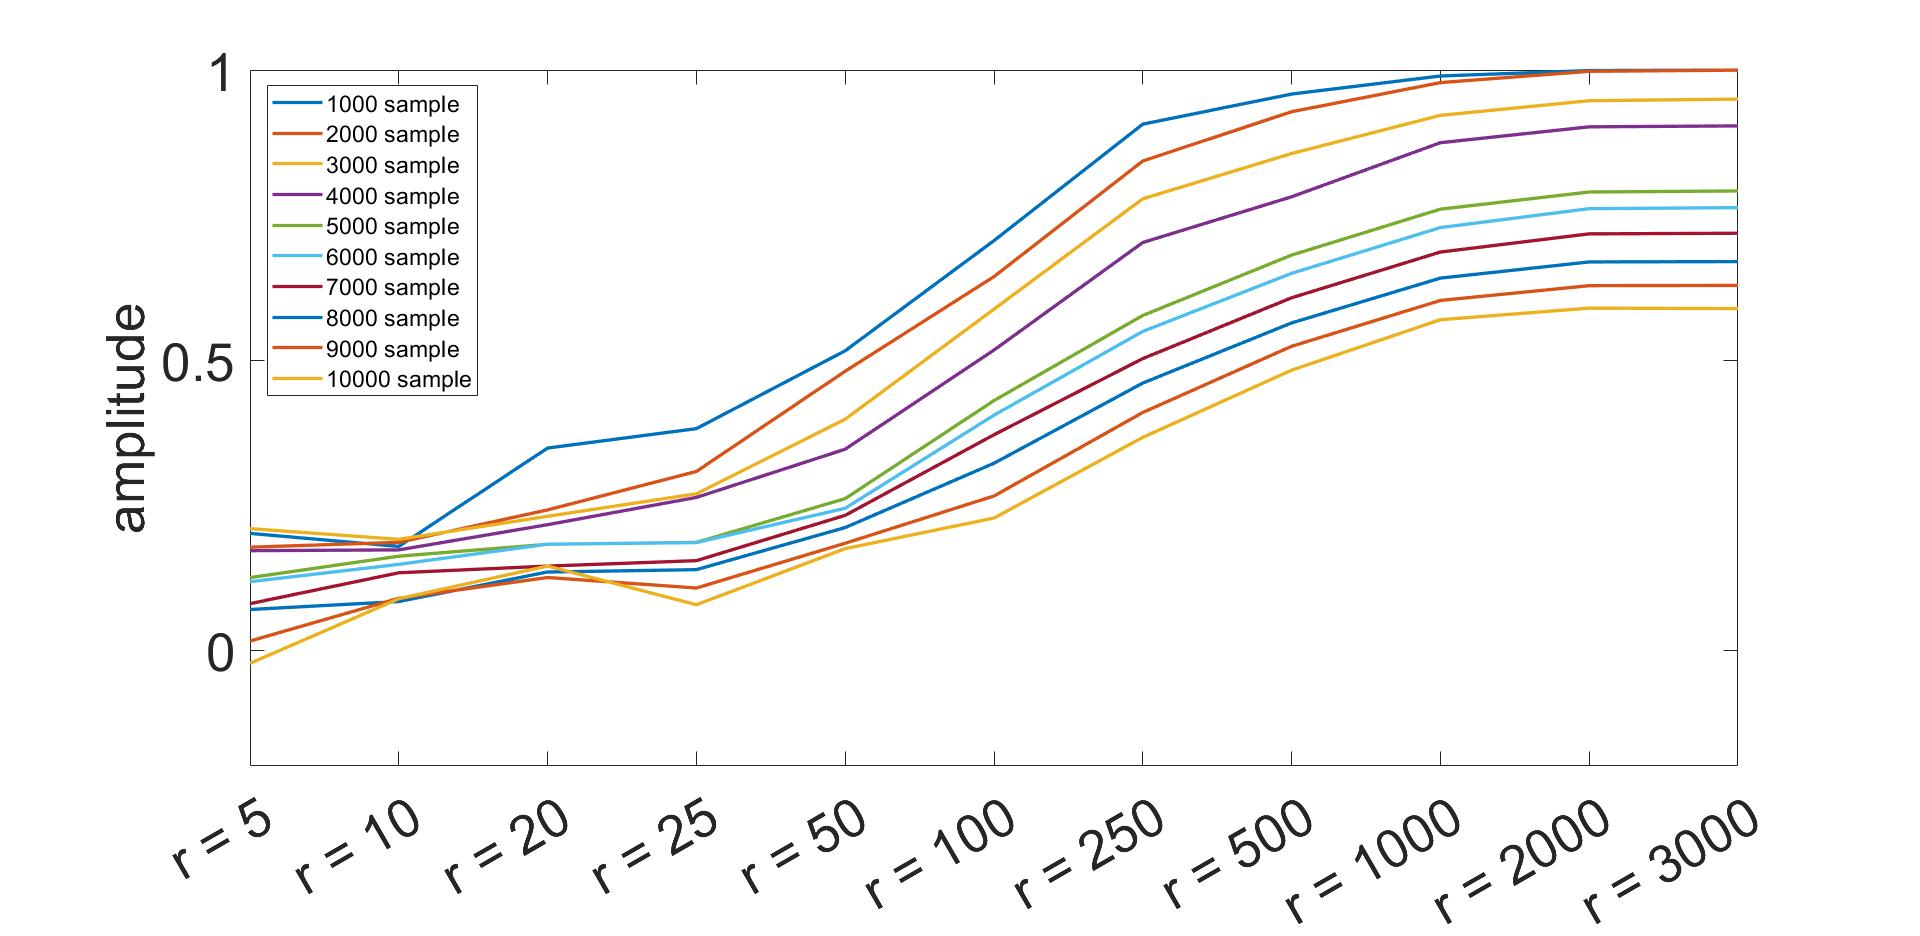 1
1000 sample
2000 sample
3000 sample
4000 sample
5000 sample
6000 sample
7000 sample
8000 sample
9000 sample
10000 sample
amplitude
0.5
0
r = 5
r = 10
r = 20
r = 25
r = 50
r = 100
r = 250
r = 500
r = 1000
r = 2000
r = 3000